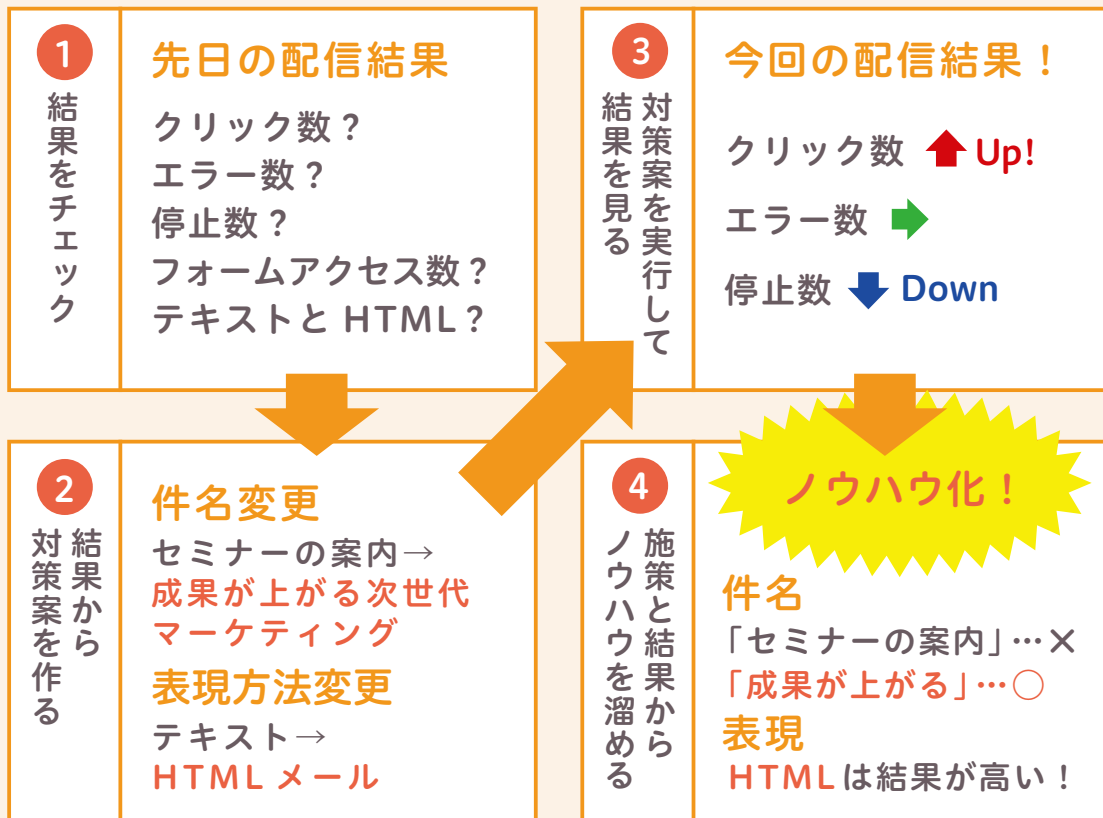 1
結果をチェック
先日の配信結果
クリック数？
エラー数？
停止数？
フォームアクセス数？
テキストと HTML？
2
結果から
対策案を作る
件名変更
セミナーの案内→
成果が上がる次世代
マーケティング
表現方法変更
テキスト→
HTML メール
3
対策案を実行して
結果を見る
今回の配信結果！
クリック数 Up!
エラー数
停止数 Down
4
施策と結果から
ノウハウを溜める
ノウハウ化！
件名
「セミナーの案内」…×
「成果が上がる」…○
表現
HTMLは結果が高い！